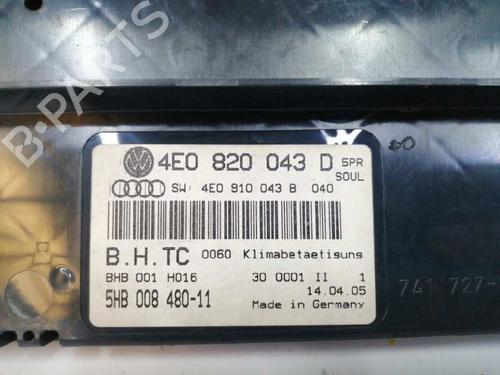 B-PARTS
4E0 820 043 D 5PR
SOUL
SW: 4E0 910 043 B 040
B.H.TC 0060 Klimabetaetigung
BHB 001 H016 30 0001 II 1
5HB 008 480-11 14.04.05
Made in Germany
741 727-